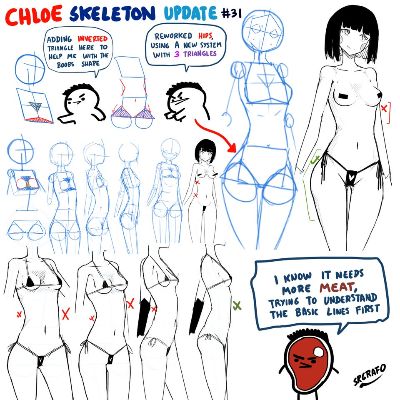 CHLOE SKELETON UPDATE #31
ADDING INVERTED
TRIANGLE HERE TO
HELP ME WITH THE
BOOBS SHAPE
REWORKED HIPS,
USING A NEW SYSTEM
WITH 3 TRIANGLES
I KNOW IT NEEDS
MORE MEAT,
TRYING TO UNDERSTAND
THE BASIC LINES FIRST
SRGRAFO